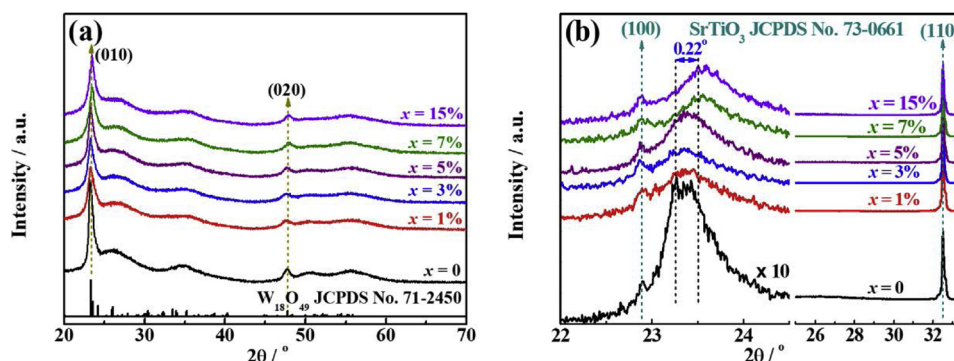 (a)
(010)
(020)
x = 15%
x = 7%
x = 5%
x = 3%
x = 1%
x = 0
W18O49 JCPDS No. 71-2450
Intensity / a.u.
20 30 40 50 60 70
2θ / °
(b)
SrTiO3 JCPDS No. 73-0661
(100)
(110)
0.22°
x = 15%
x = 7%
x = 5%
x = 3%
x = 1%
x 10
x = 0
Intensity / a.u.
22 23 24 26 28 30 32
2θ / °
2θ / °